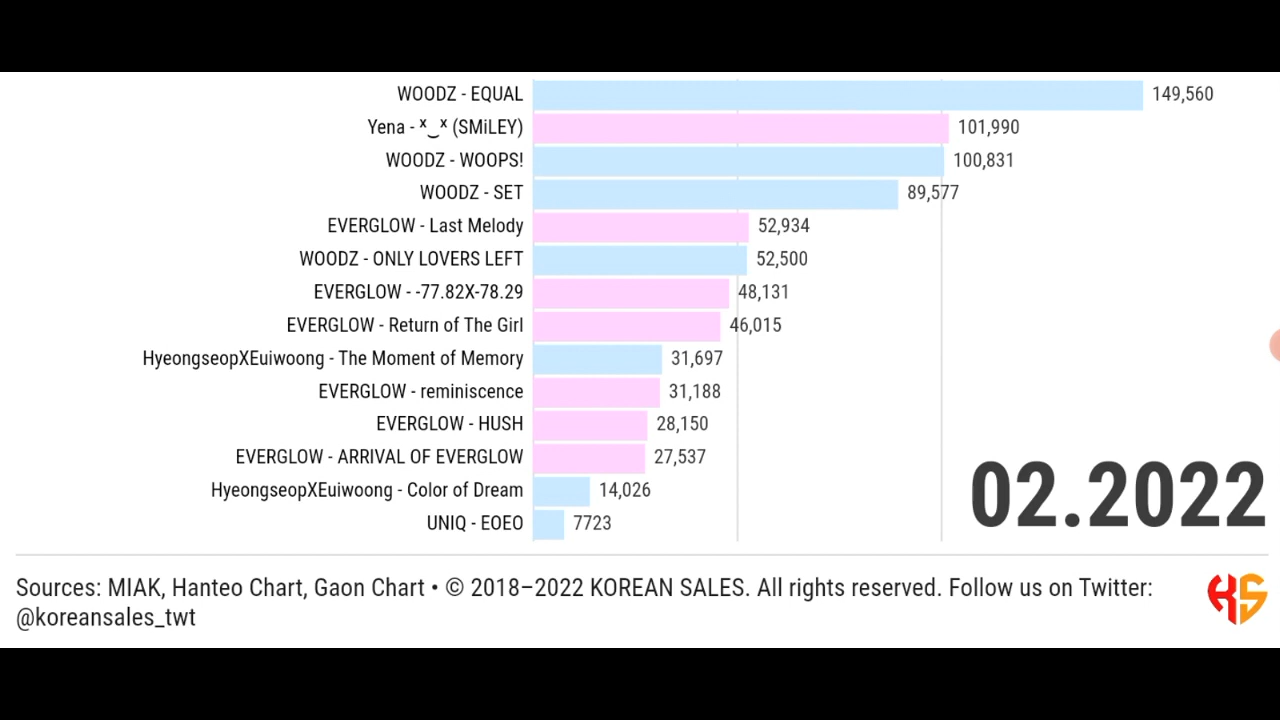 WOODZ - EQUAL 149,560
Yena - ˣ‿ˣ (SMiLEY) 101,990
WOODZ - WOOPS! 100,831
WOODZ - SET 89,577
EVERGLOW - Last Melody 52,934
WOODZ - ONLY LOVERS LEFT 52,500
EVERGLOW - -77.82X-78.29 48,131
EVERGLOW - Return of The Girl 46,015
HyeongseopXEuiwoong - The Moment of Memory 31,697
EVERGLOW - reminiscence 31,188
EVERGLOW - HUSH 28,150
EVERGLOW - ARRIVAL OF EVERGLOW 27,537
HyeongseopXEuiwoong - Color of Dream 14,026
UNIQ - EOEO 7723
02.2022
Sources: MIAK, Hanteo Chart, Gaon Chart • © 2018–2022 KOREAN SALES. All rights reserved. Follow us on Twitter:
@koreansales_twt
KS